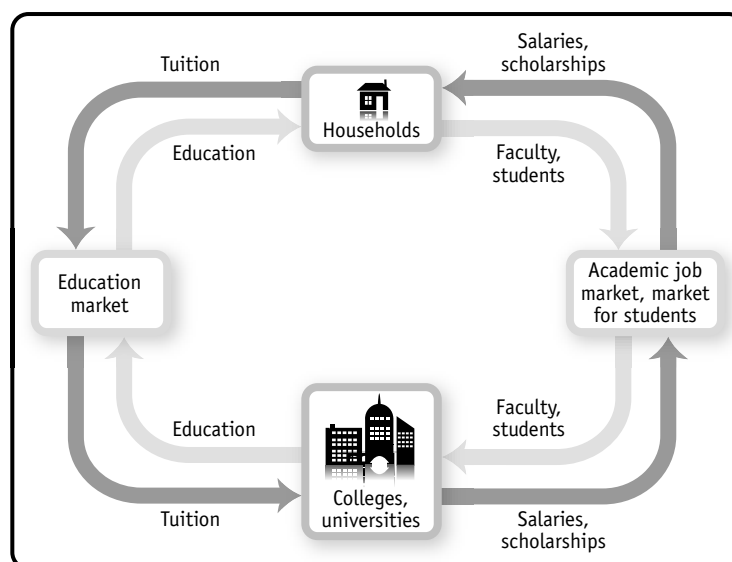 Salaries,
scholarships
Tuition
Households
Education
Faculty,
students
Education
market
Academic job
market, market
for students
Faculty,
students
Education
Colleges,
universities
Tuition
Salaries,
scholarships